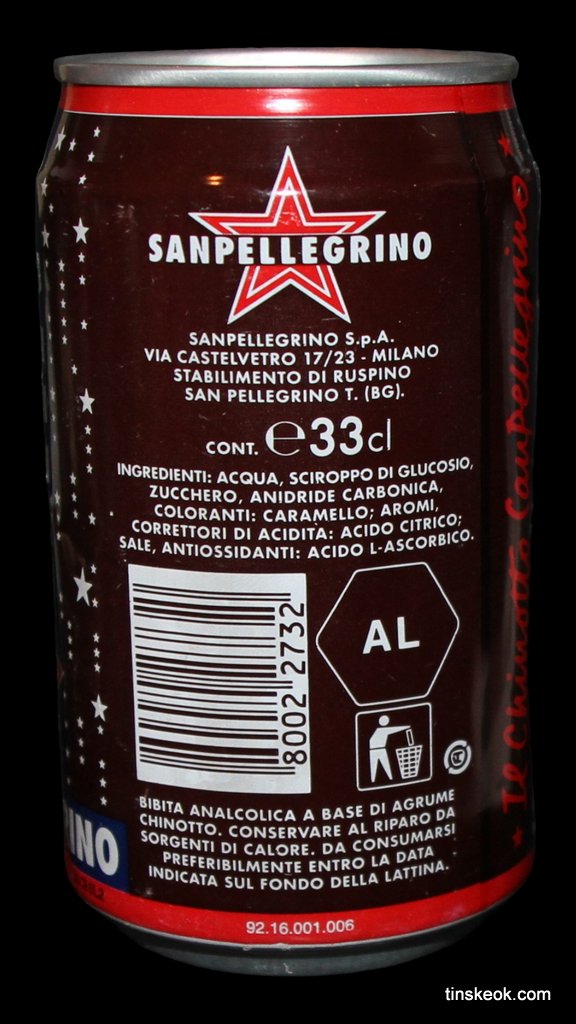 SANPELLEGRINO
SANPELLEGRINO S.p.A.
VIA CASTELVETRO 17/23 - MILANO
STABILIMENTO DI RUSPINO
SAN PELLEGRINO T. (BG).
CONT. ℮33cl
INGREDIENTI: ACQUA, SCIROPPO DI GLUCOSIO,
ZUCCHERO, ANIDRIDE CARBONICA,
COLORANTI: CARAMELLO; AROMI,
CORRETTORI DI ACIDITÀ: ACIDO CITRICO;
SALE, ANTIOSSIDANTI: ACIDO L-ASCORBICO.
8002 2732
AL
BIBITA ANALCOLICA A BASE DI AGRUME
CHINOTTO. CONSERVARE AL RIPARO DA
SORGENTI DI CALORE. DA CONSUMARSI
PREFERIBILMENTE ENTRO LA DATA
INDICATA SUL FONDO DELLA LATTINA.
92.16.001.006
INO
Il Chinotto Sanpellegrino
tinskeok.com